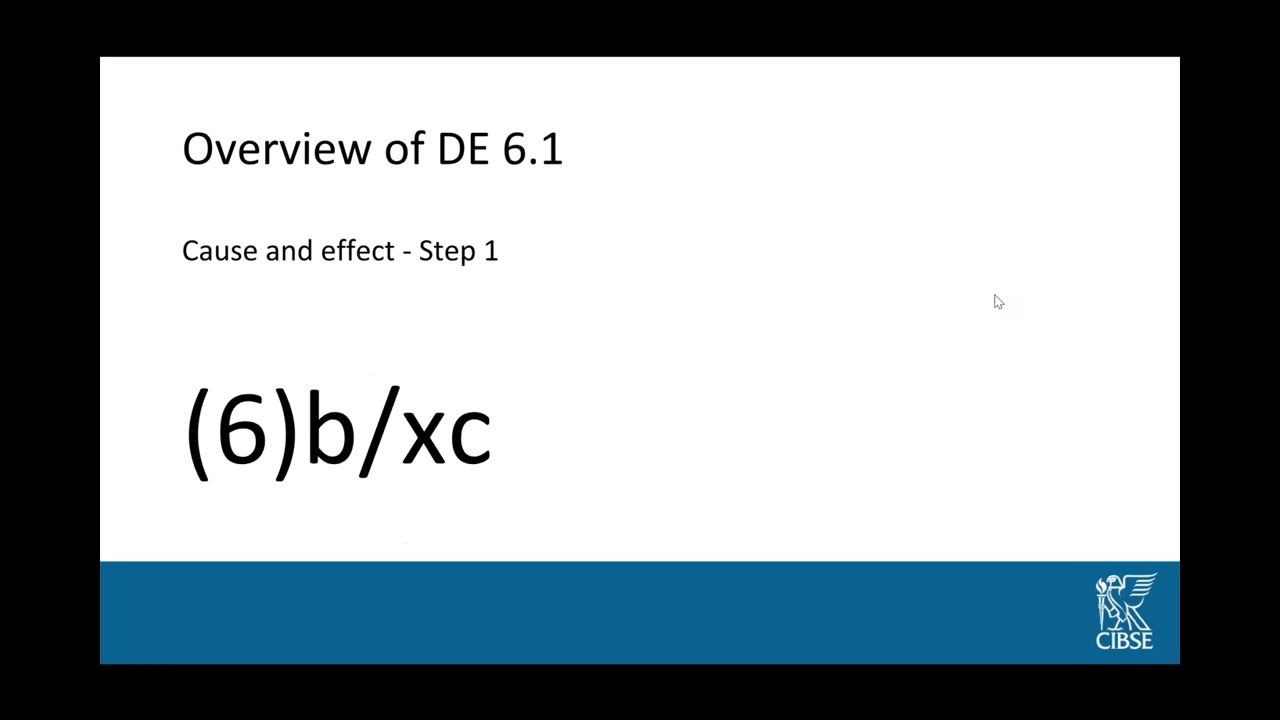 Overview of DE 6.1
Cause and effect - Step 1
(6)b/xc
CIBSE